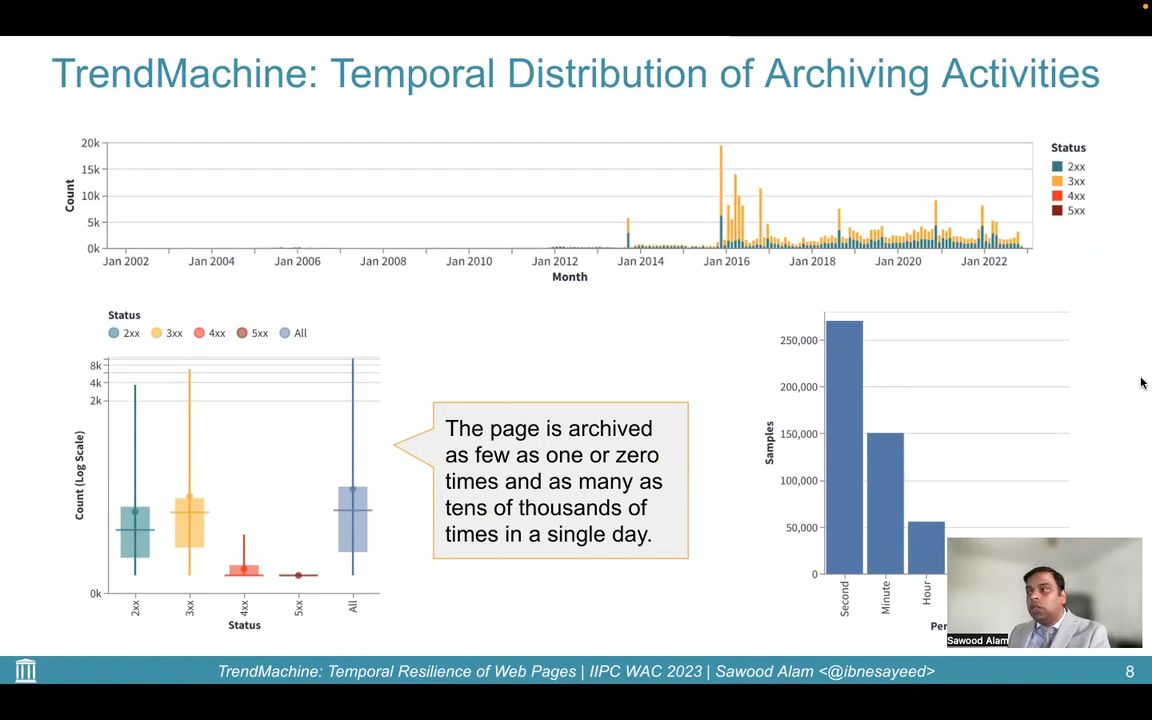 TrendMachine: Temporal Distribution of Archiving Activities
20k
15k
10k
5k
0k
Count
Jan 2002 Jan 2004 Jan 2006 Jan 2008 Jan 2010 Jan 2012 Jan 2014 Jan 2016 Jan 2018 Jan 2020 Jan 2022
Month
Status
2xx
3xx
4xx
5xx
Status
2xx 3xx 4xx 5xx All
8k
4k
2k
0k
Count (Log Scale)
2xx 3xx 4xx 5xx All
Status
The page is archived
as few as one or zero
times and as many as
tens of thousands of
times in a single day.
250,000
200,000
150,000
100,000
50,000
0
Samples
Second Minute Hour
Per
Sawood Alam
TrendMachine: Temporal Resilience of Web Pages | IIPC WAC 2023 | Sawood Alam <@ibnesayeed>
8